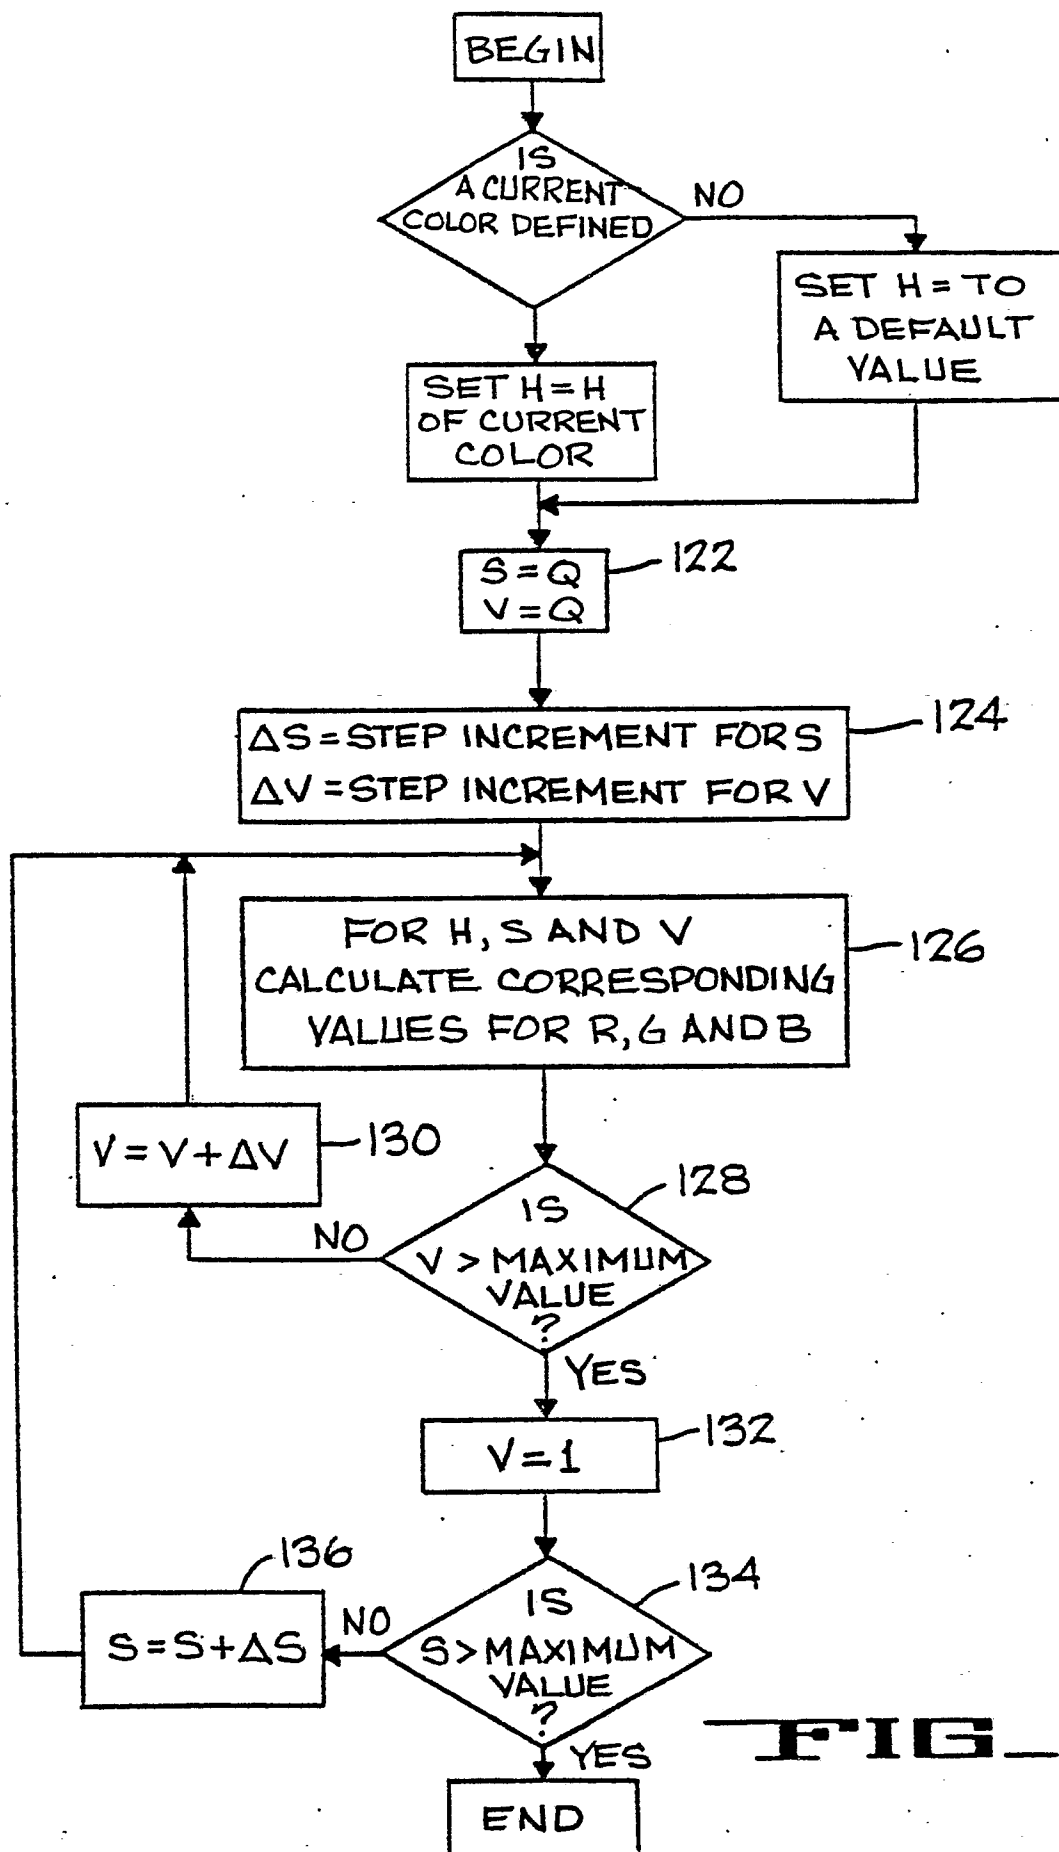 BEGIN
IS
A CURRENT
COLOR DEFINED
NO
SET H = TO
A DEFAULT
VALUE
SET H = H
OF CURRENT
COLOR
S = Q
V = Q
122
ΔS = STEP INCREMENT FOR S
ΔV = STEP INCREMENT FOR V
124
FOR H, S AND V
CALCULATE CORRESPONDING
VALUES FOR R, G AND B
126
V = V + ΔV
130
IS
V > MAXIMUM
VALUE
?
128
NO
YES
V = 1
132
IS
S > MAXIMUM
VALUE
?
134
NO
S = S + ΔS
136
YES
END
FIG_